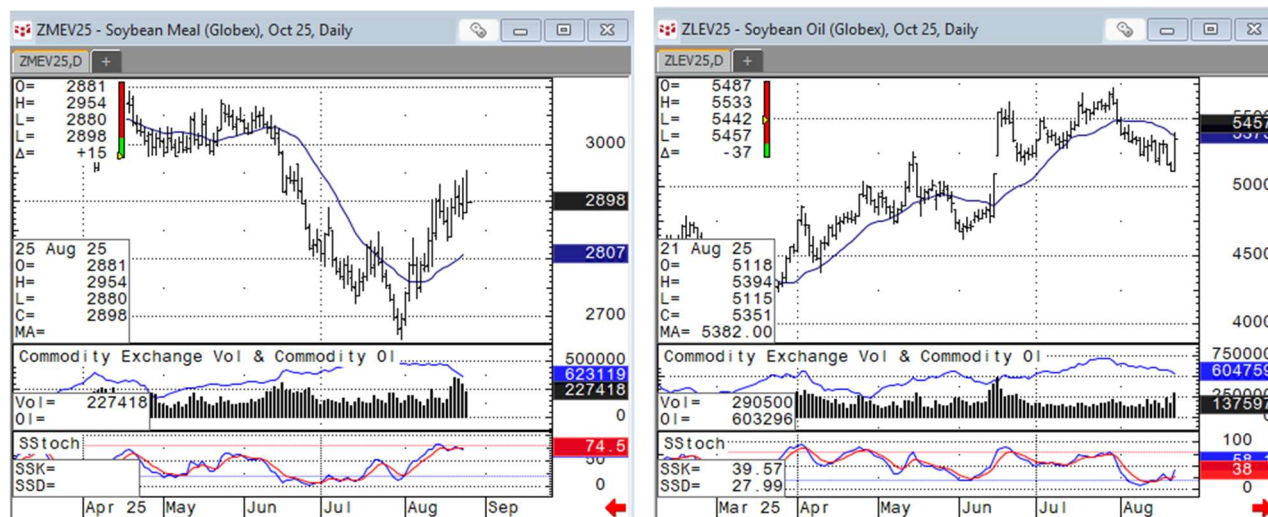 ZMEV25 - Soybean Meal (Globex), Oct 25, Daily
ZMEV25,D +
O= 2881
H= 2954
L= 2880
L= 2898
Δ= +15
3000
2898
2807
2700
25 Aug 25
O= 2881
H= 2954
L= 2880
C= 2898
MA=
Commodity Exchange Vol & Commodity OI
500000
623119
227418
0
Vol= 227418
OI=
SStoch
74.5
50
0
SSK=
SSD=
Apr 25 May Jun Jul Aug Sep
ZLEV25 - Soybean Oil (Globex), Oct 25, Daily
ZLEV25,D +
O= 5487
H= 5533
L= 5442
L= 5457
Δ= -37
5457
5000
4500
4000
21 Aug 25
O= 5118
H= 5394
L= 5115
C= 5351
MA= 5382.00
Commodity Exchange Vol & Commodity OI
750000
604759
137597
Vol= 290500
OI= 603296
SStoch
100
38
0
SSK= 39.57
SSD= 27.99
Mar 25 Apr May Jun Jul Aug